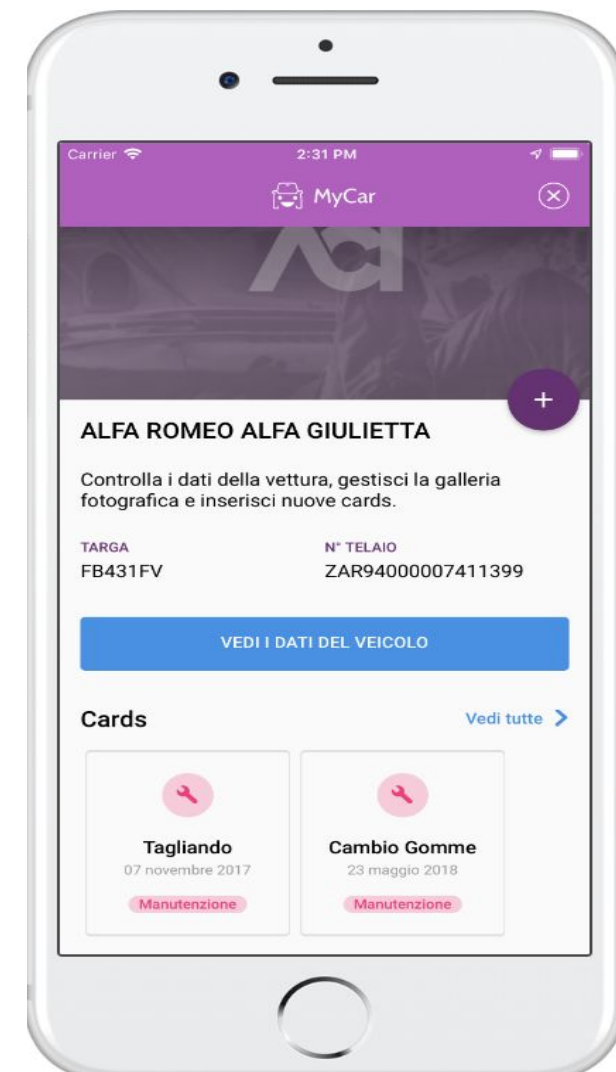 Carrier
2:31 PM
MyCar
ACI
ALFA ROMEO ALFA GIULIETTA
Controlla i dati della vettura, gestisci la galleria
fotografica e inserisci nuove cards.
TARGA N° TELAIO
FB431FV ZAR94000007411399
VEDI I DATI DEL VEICOLO
Cards Vedi tutte
Tagliando Cambio Gomme
07 novembre 2017 23 maggio 2018
Manutenzione Manutenzione